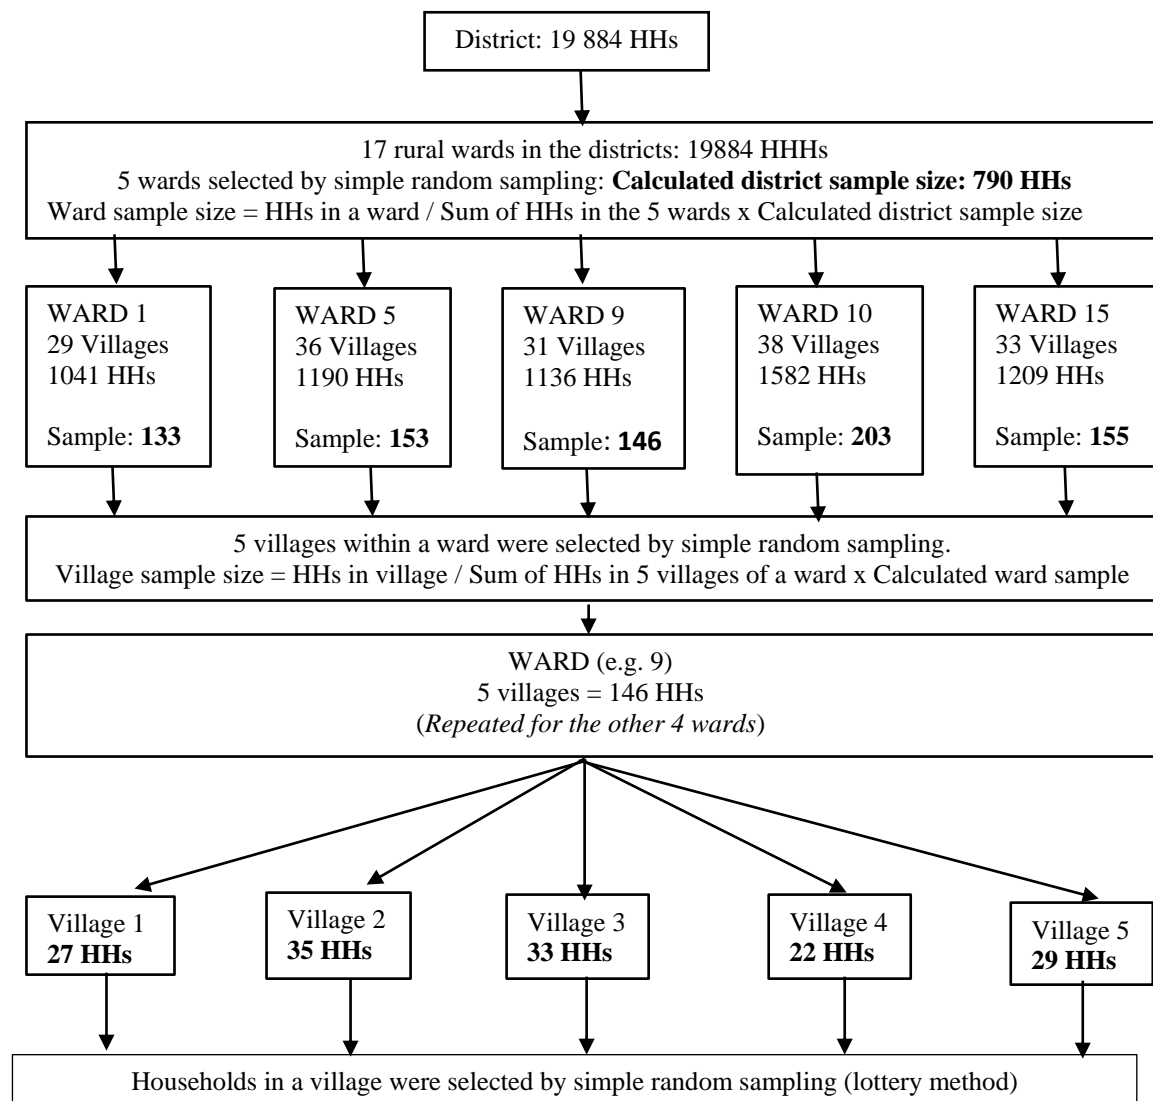 District: 19 884 HHs
17 rural wards in the districts: 19884 HHHs
5 wards selected by simple random sampling: Calculated district sample size: 790 HHs
Ward sample size = HHs in a ward / Sum of HHs in the 5 wards x Calculated district sample size
WARD 1
29 Villages
1041 HHs
Sample: 133
WARD 5
36 Villages
1190 HHs
Sample: 153
WARD 9
31 Villages
1136 HHs
Sample: 146
WARD 10
38 Villages
1582 HHs
Sample: 203
WARD 15
33 Villages
1209 HHs
Sample: 155
5 villages within a ward were selected by simple random sampling.
Village sample size = HHs in village / Sum of HHs in 5 villages of a ward x Calculated ward sample
WARD (e.g. 9)
5 villages = 146 HHs
(Repeated for the other 4 wards)
Village 1
27 HHs
Village 2
35 HHs
Village 3
33 HHs
Village 4
22 HHs
Village 5
29 HHs
Households in a village were selected by simple random sampling (lottery method)